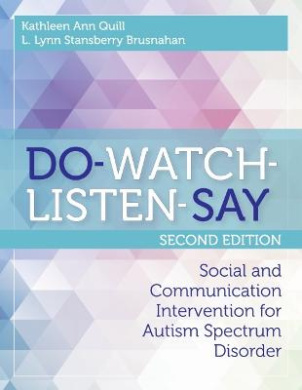 Kathleen Ann Quill
L. Lynn Stansberry Brusnahan
DO-WATCH-
LISTEN-SAY
SECOND EDITION
Social and
Communication
Intervention for
Autism Spectrum
Disorder